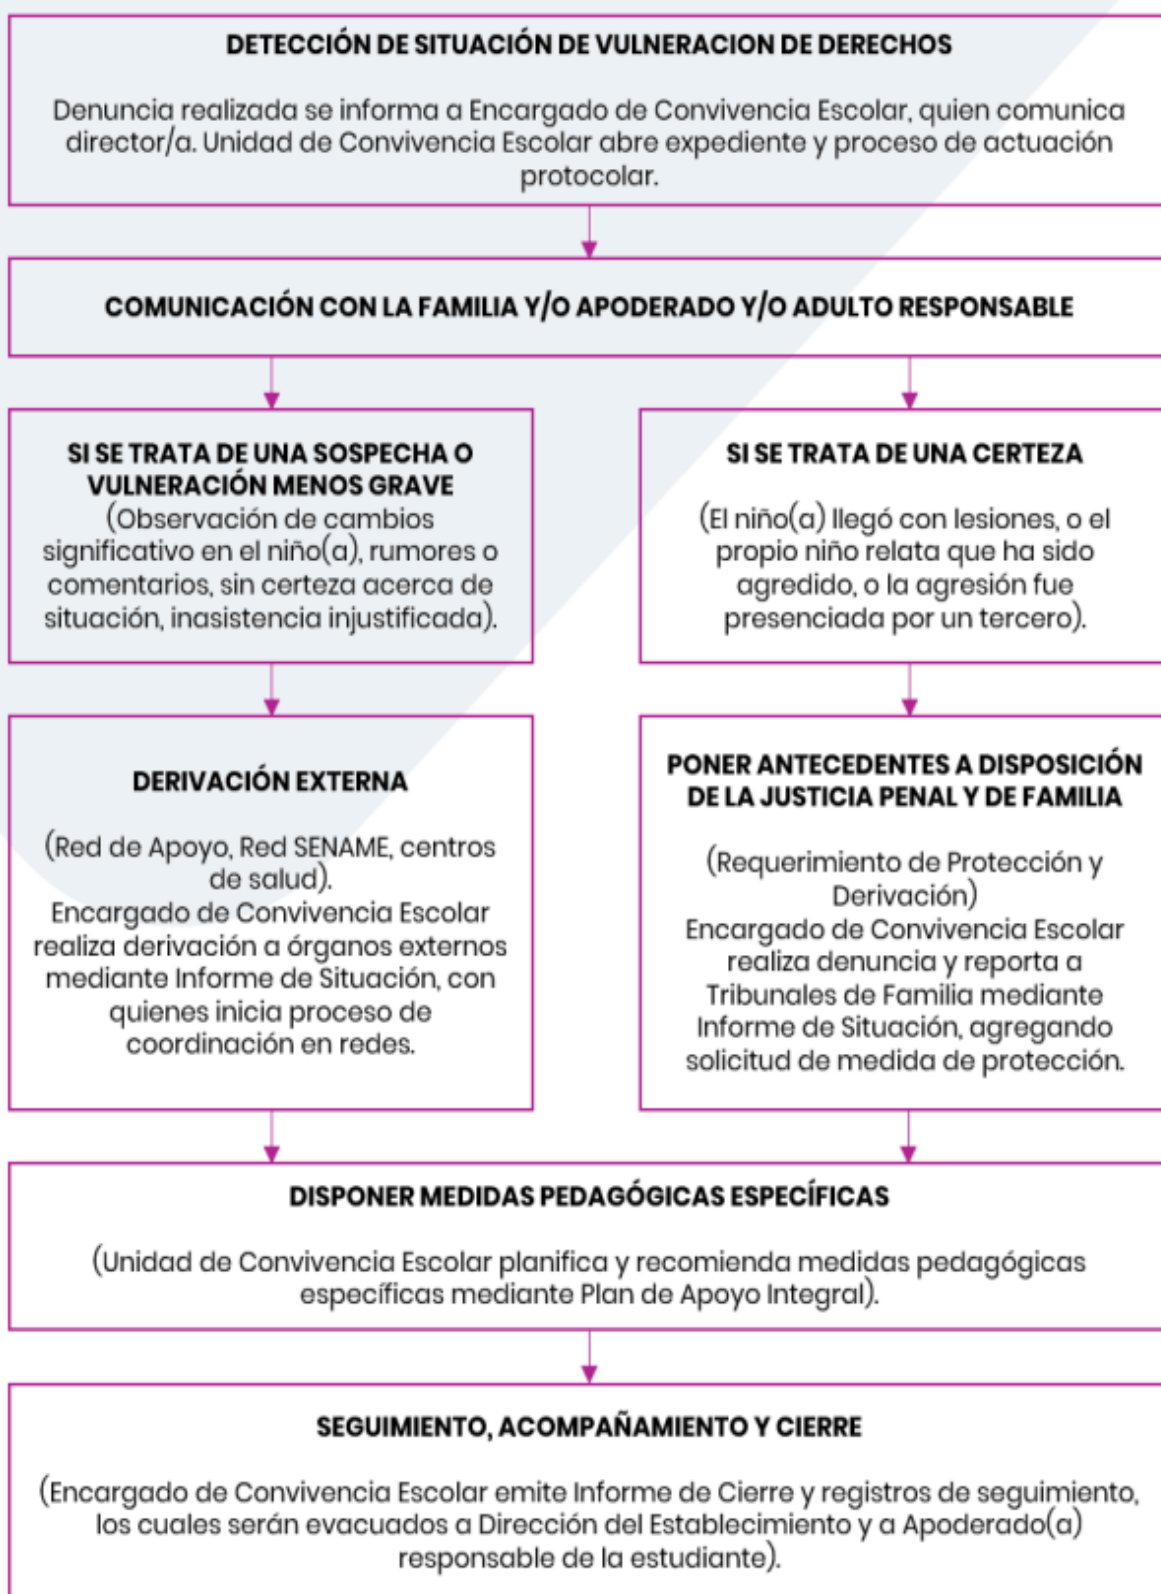 DETECCIÓN DE SITUACIÓN DE VULNERACION DE DERECHOS
Denuncia realizada se informa a Encargado de Convivencia Escolar, quien comunica
director/a. Unidad de Convivencia Escolar abre expediente y proceso de actuación
protocolar.
COMUNICACIÓN CON LA FAMILIA Y/O APODERADO Y/O ADULTO RESPONSABLE
SI SE TRATA DE UNA SOSPECHA O
VULNERACIÓN MENOS GRAVE
(Observación de cambios
significativo en el niño(a), rumores o
comentarios, sin certeza acerca de
situación, inasistencia injustificada).
SI SE TRATA DE UNA CERTEZA
(El niño(a) llegó con lesiones, o el
propio niño relata que ha sido
agredido, o la agresión fue
presenciada por un tercero).
DERIVACIÓN EXTERNA
(Red de Apoyo, Red SENAME, centros
de salud).
Encargado de Convivencia Escolar
realiza derivación a órganos externos
mediante Informe de Situación, con
quienes inicia proceso de
coordinación en redes.
PONER ANTECEDENTES A DISPOSICIÓN
DE LA JUSTICIA PENAL Y DE FAMILIA
(Requerimiento de Protección y
Derivación)
Encargado de Convivencia Escolar
realiza denuncia y reporta a
Tribunales de Familia mediante
Informe de Situación, agregando
solicitud de medida de protección.
DISPONER MEDIDAS PEDAGÓGICAS ESPECÍFICAS
(Unidad de Convivencia Escolar planifica y recomienda medidas pedagógicas
específicas mediante Plan de Apoyo Integral).
SEGUIMIENTO, ACOMPAÑAMIENTO Y CIERRE
(Encargado de Convivencia Escolar emite Informe de Cierre y registros de seguimiento,
los cuales serán evacuados a Dirección del Establecimiento y a Apoderado(a)
responsable de la estudiante).